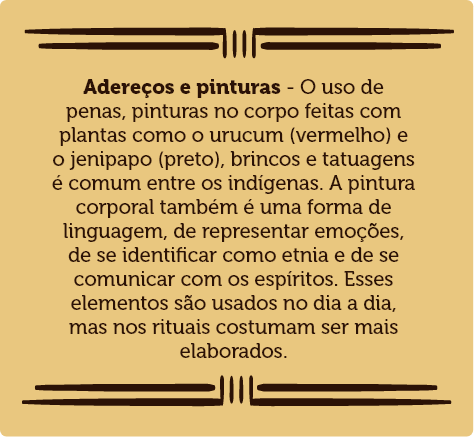 Adereços e pinturas - O uso de
penas, pinturas no corpo feitas com
plantas como o urucum (vermelho) e
o jenipapo (preto), brincos e tatuagens
é comum entre os indígenas. A pintura
corporal também é uma forma de
linguagem, de representar emoções,
de se identificar como etnia e de se
comunicar com os espíritos. Esses
elementos são usados no dia a dia,
mas nos rituais costumam ser mais
elaborados.